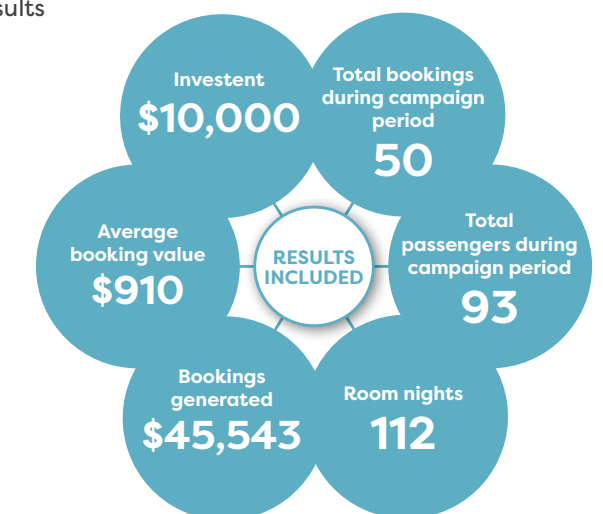 Investent
$10,000
Total bookings
during campaign
period
50
Total
passengers during
campaign period
93
Room nights
112
Bookings
generated
$45,543
Average
booking value
$910
RESULTS
INCLUDED